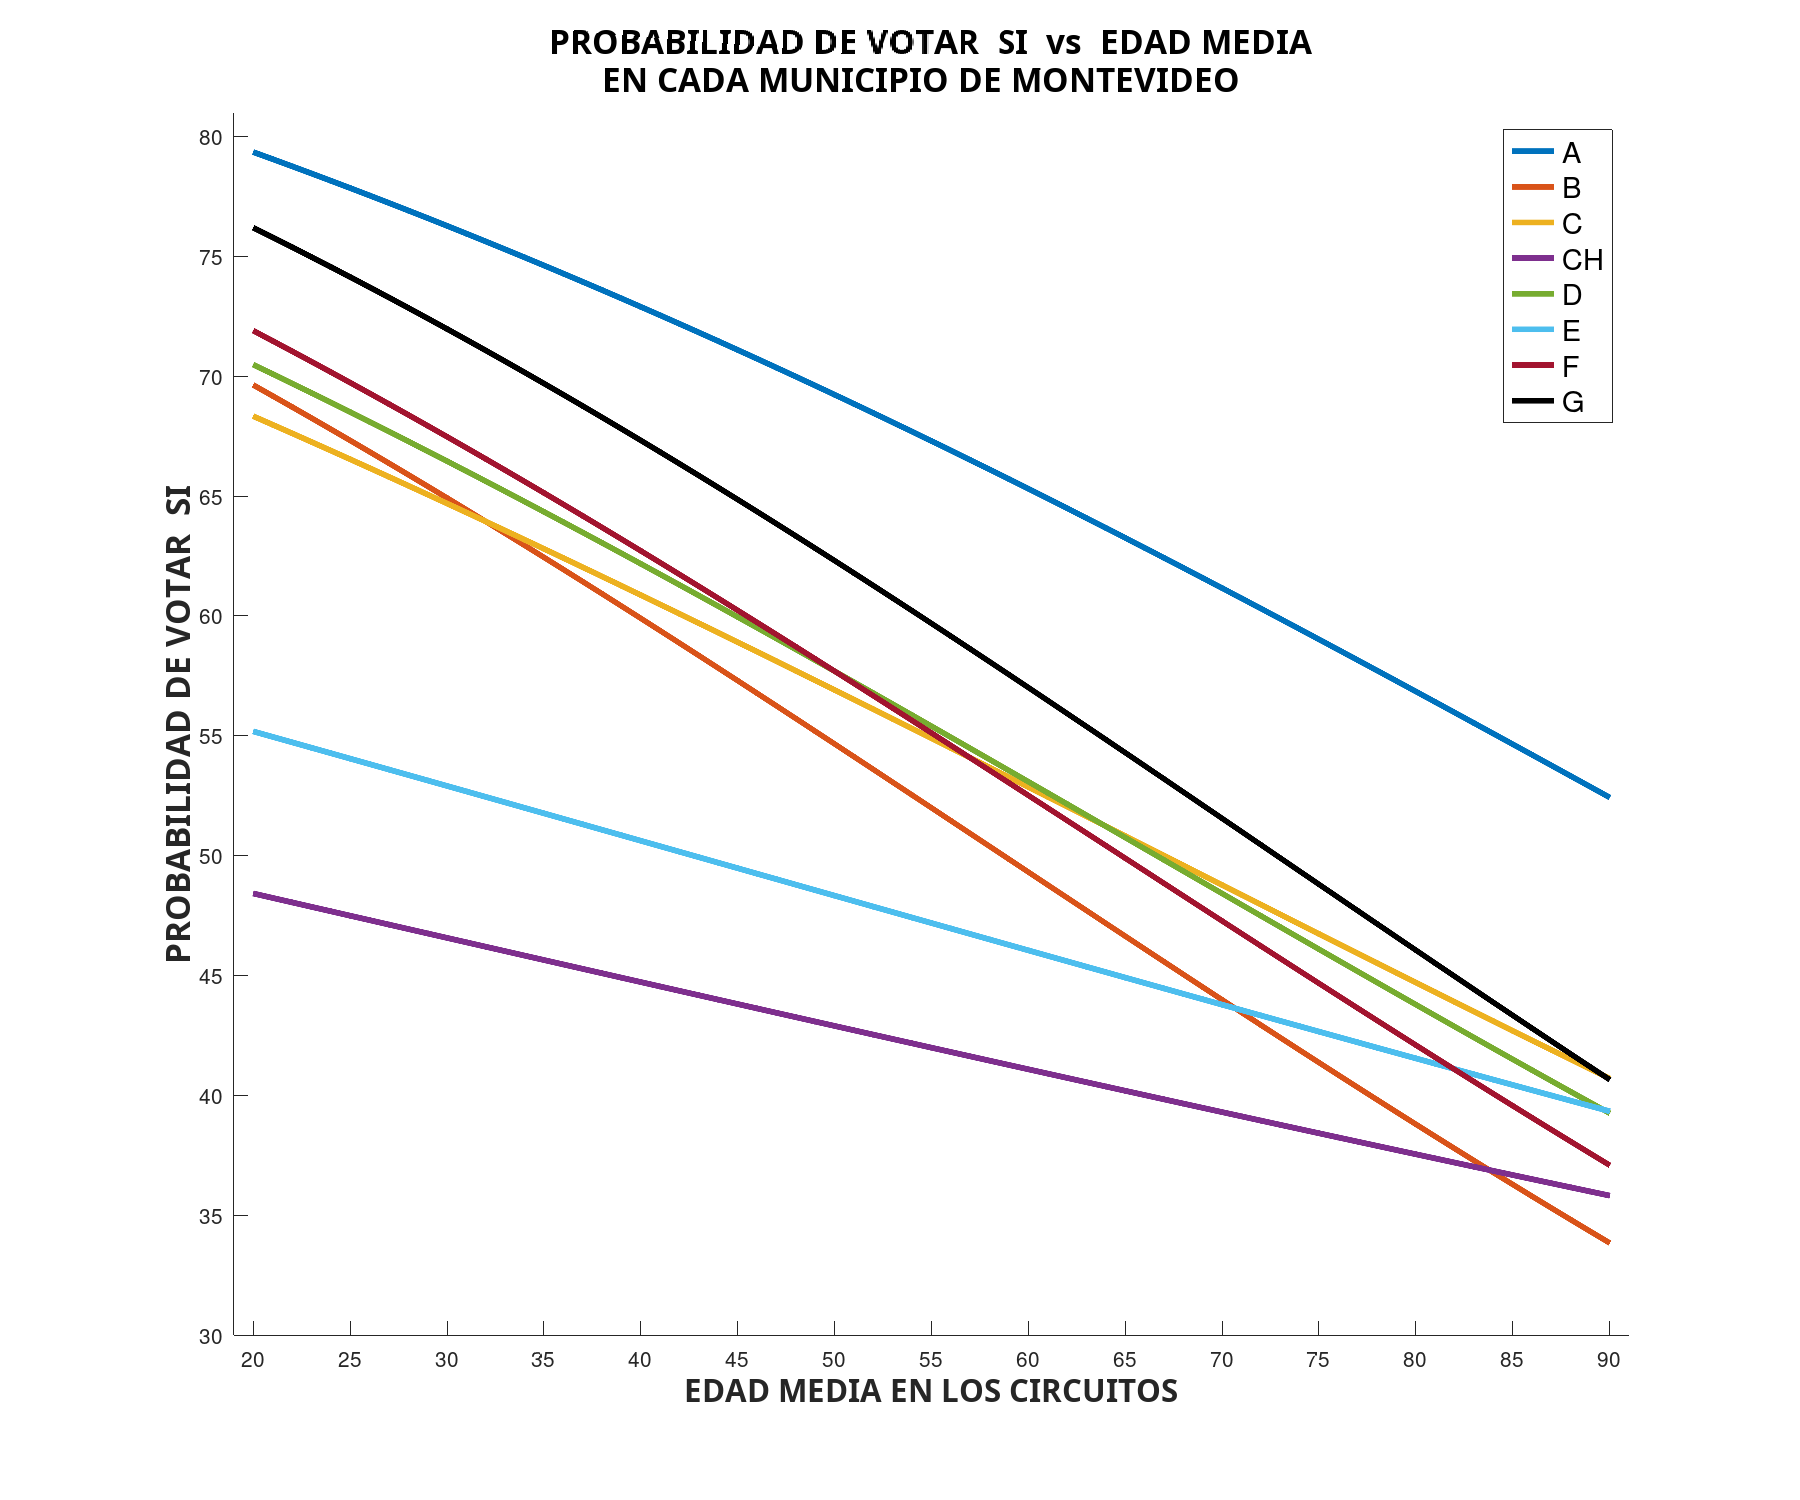 PROBABILIDAD DE VOTAR SI vs EDAD MEDIA
EN CADA MUNICIPIO DE MONTEVIDEO
A
B
C
CH
D
E
F
G
PROBABILIDAD DE VOTAR SI
80
75
70
65
60
55
50
45
40
35
30
20 25 30 35 40 45 50 55 60 65 70 75 80 85 90
EDAD MEDIA EN LOS CIRCUITOS